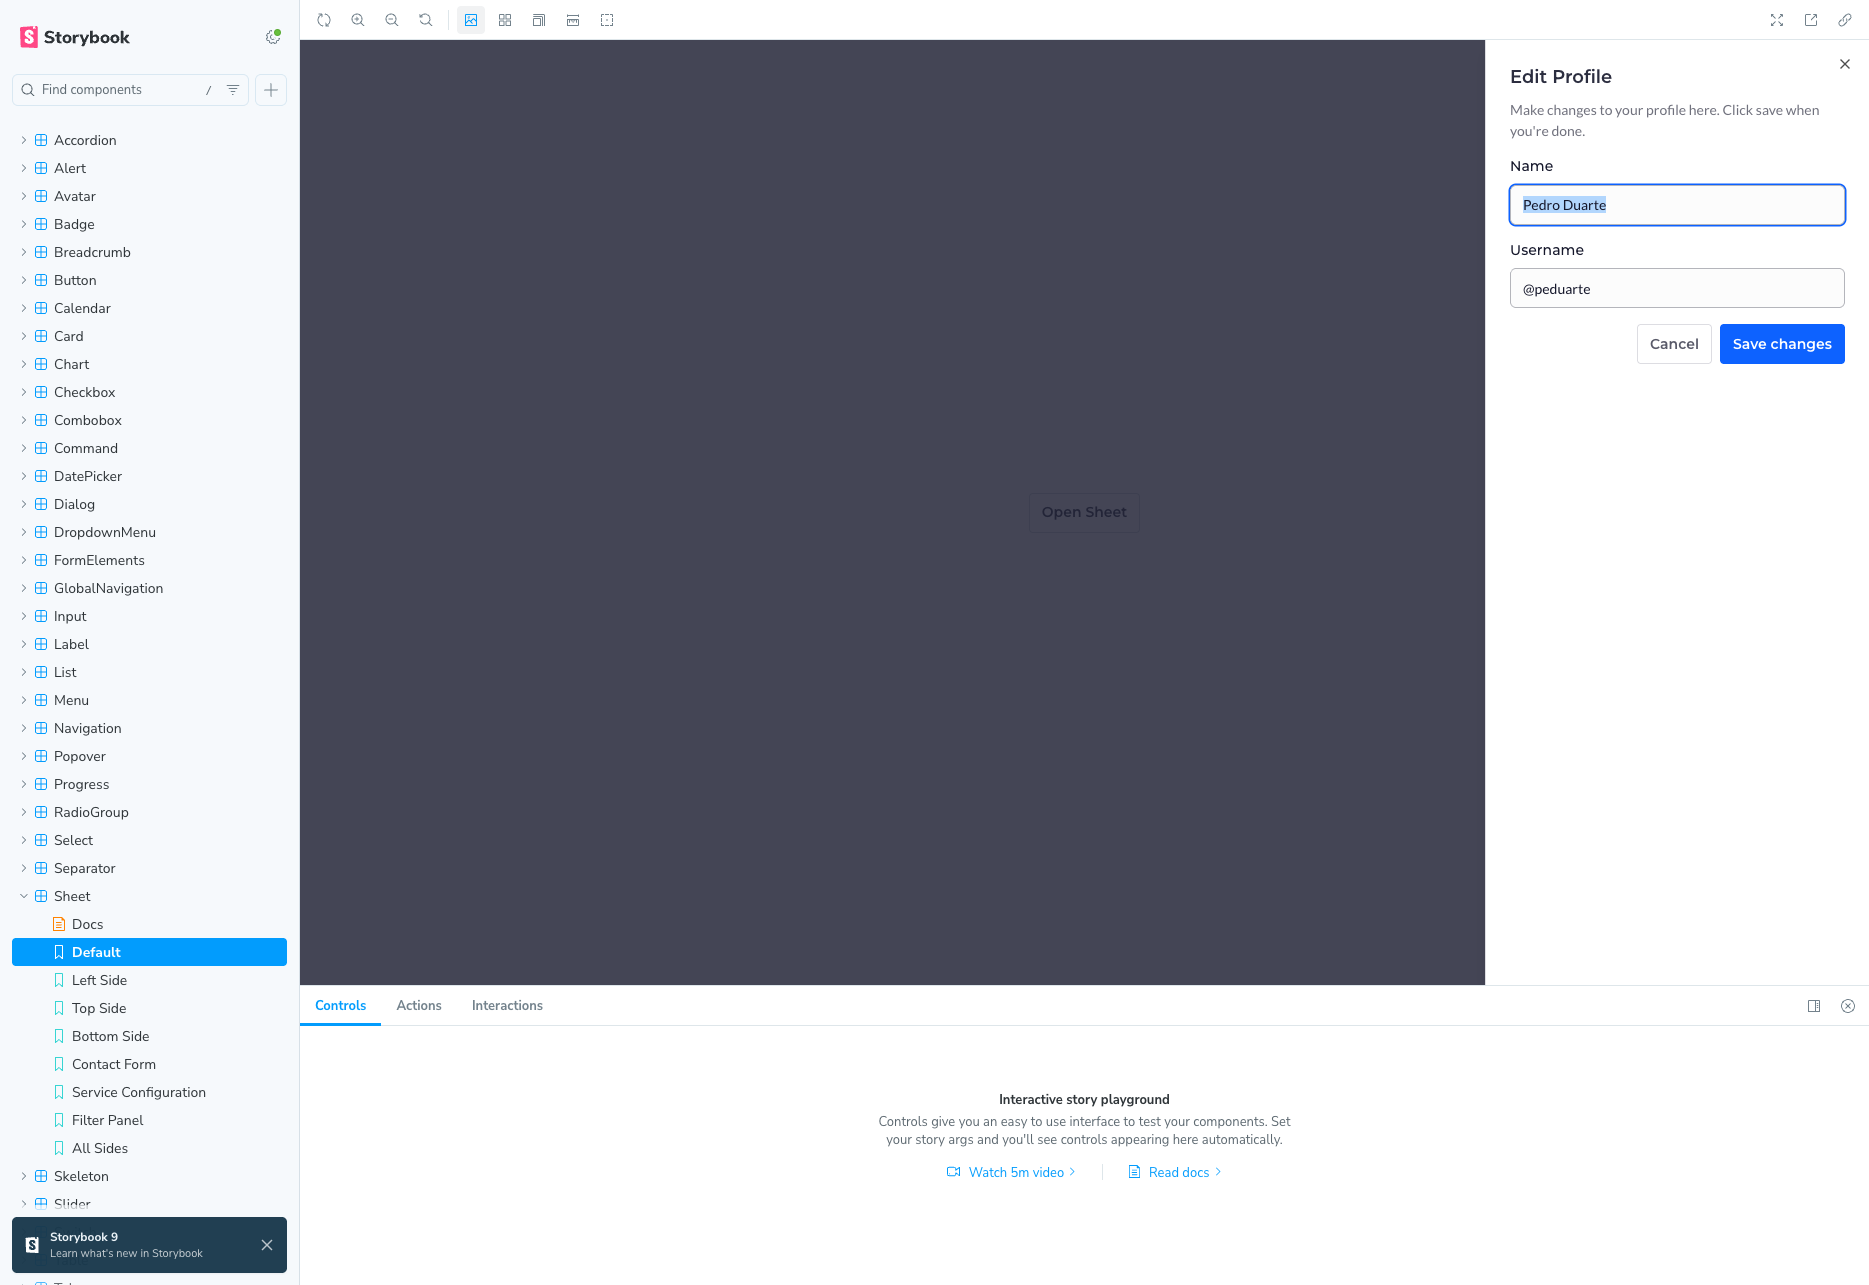 Storybook
Find components
/
Accordion
Alert
Avatar
Badge
Breadcrumb
Button
Calendar
Card
Chart
Checkbox
Combobox
Command
DatePicker
Dialog
DropdownMenu
FormElements
GlobalNavigation
Input
Label
List
Menu
Navigation
Popover
Progress
RadioGroup
Select
Separator
Sheet
Docs
Default
Left Side
Top Side
Bottom Side
Contact Form
Service Configuration
Filter Panel
All Sides
Skeleton
Slider
Storybook 9
Learn what's new in Storybook
Open Sheet
Edit Profile
Make changes to your profile here. Click save when
you're done.
Name
Pedro Duarte
Username
@peduarte
Cancel
Save changes
Controls
Actions
Interactions
Interactive story playground
Controls give you an easy to use interface to test your components. Set
your story args and you'll see controls appearing here automatically.
Watch 5m video
Read docs